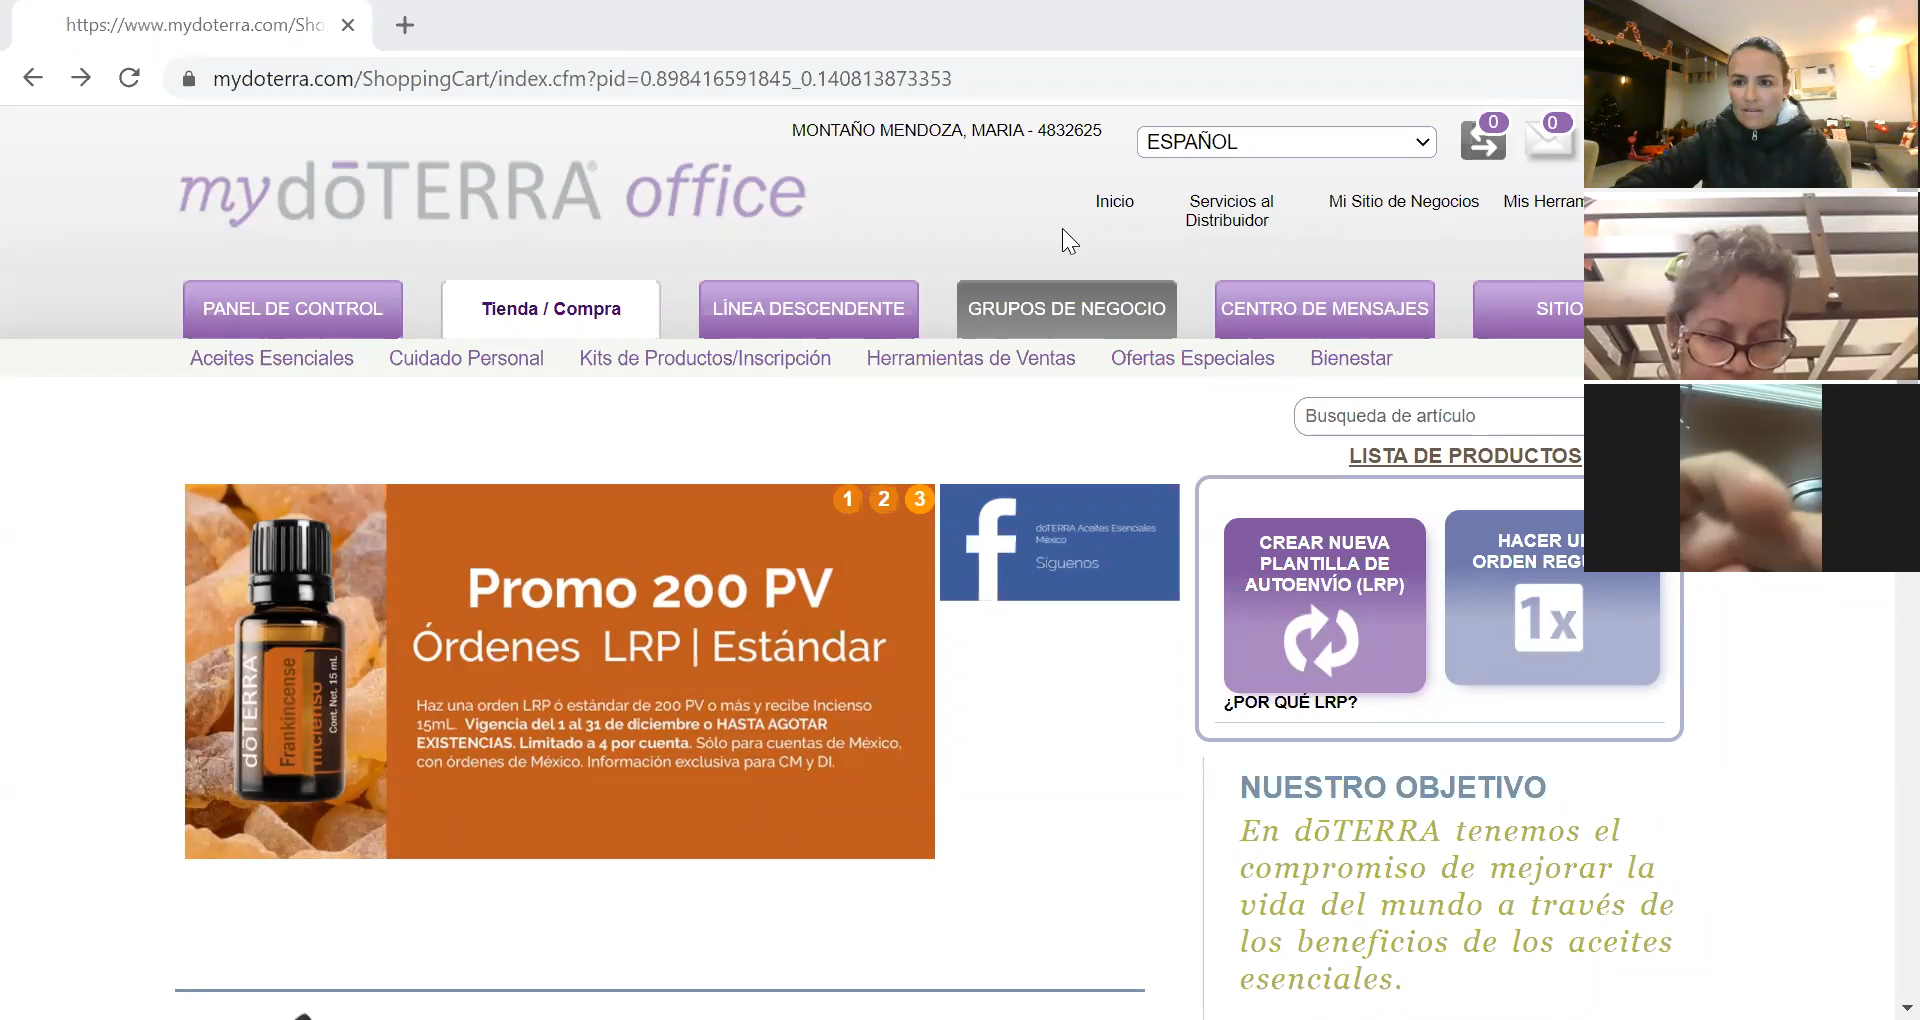 https://www.mydoterra.com/Sho
mydoterra.com/ShoppingCart/index.cfm?pid=0.898416591845_0.140813873353
MONTAÑO MENDOZA, MARIA - 4832625
ESPAÑOL
0
0
mydōTERRA® office
Inicio
Servicios al
Distribuidor
Mi Sitio de Negocios
Mis Herram
PANEL DE CONTROL
Tienda / Compra
LÍNEA DESCENDENTE
GRUPOS DE NEGOCIO
CENTRO DE MENSAJES
SITIO
Aceites Esenciales
Cuidado Personal
Kits de Productos/Inscripción
Herramientas de Ventas
Ofertas Especiales
Bienestar
Busqueda de artículo
LISTA DE PRODUCTOS
1 2 3
Promo 200 PV
Órdenes LRP | Estándar
Haz una orden LRP ó estándar de 200 PV o más y recibe Incienso
15mL. Vigencia del 1 al 31 de diciembre o HASTA AGOTAR
EXISTENCIAS. Limitado a 4 por cuenta. Sólo para cuentas de México,
con órdenes de México. Información exclusiva para CM y DI.
dōTERRA
Frankincense
Incienso
Cont. Net. 15 mL
f
dōTERRA Aceites Esenciales
México
Síguenos
CREAR NUEVA
PLANTILLA DE
AUTOENVÍO (LRP)
HACER U
ORDEN REG
1x
¿POR QUÉ LRP?
NUESTRO OBJETIVO
En dōTERRA tenemos el
compromiso de mejorar la
vida del mundo a través de
los beneficios de los aceites
esenciales.